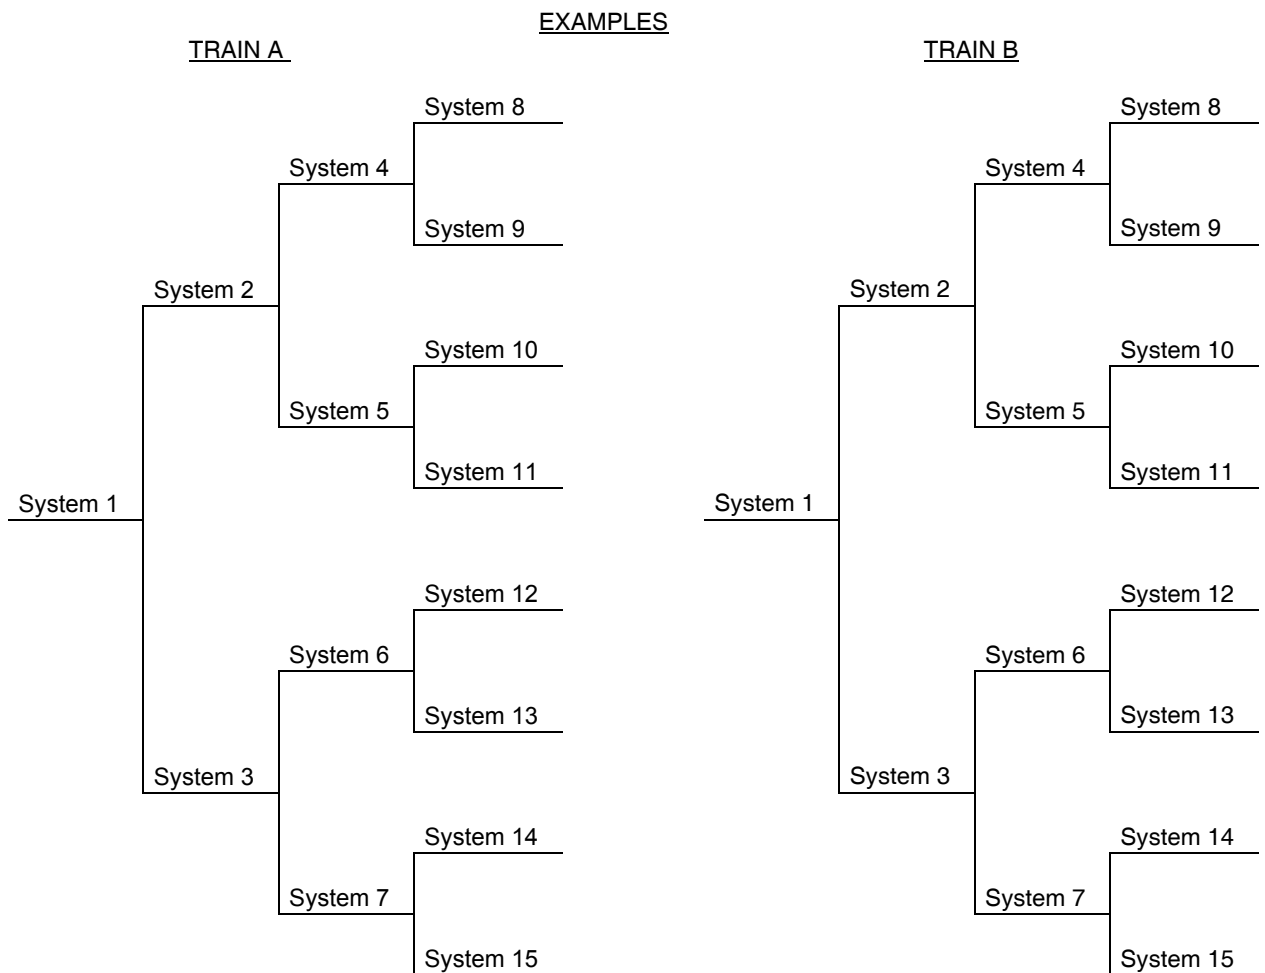 EXAMPLES
TRAIN A
TRAIN B
System 8
System 8
System 4
System 4
System 9
System 9
System 2
System 2
System 10
System 10
System 5
System 5
System 11
System 11
System 1
System 1
System 12
System 12
System 6
System 6
System 13
System 13
System 3
System 3
System 14
System 14
System 7
System 7
System 15
System 15